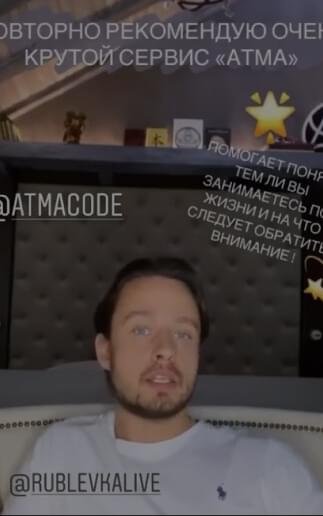 ОВТОРНО РЕКОМЕНДУЮ ОЧЕН
КРУТОЙ СЕРВИС «АТМА»
ПОМОГАЕТ ПОНЯ
ТЕМ ЛИ ВЫ
ЗАНИМАЕТЕСЬ ПО
ЖИЗНИ И НА ЧТО
СЛЕДУЕТ ОБРАТИТЬ
ВНИМАНИЕ !
@ATMACODE
@RUBLEVKALIVE